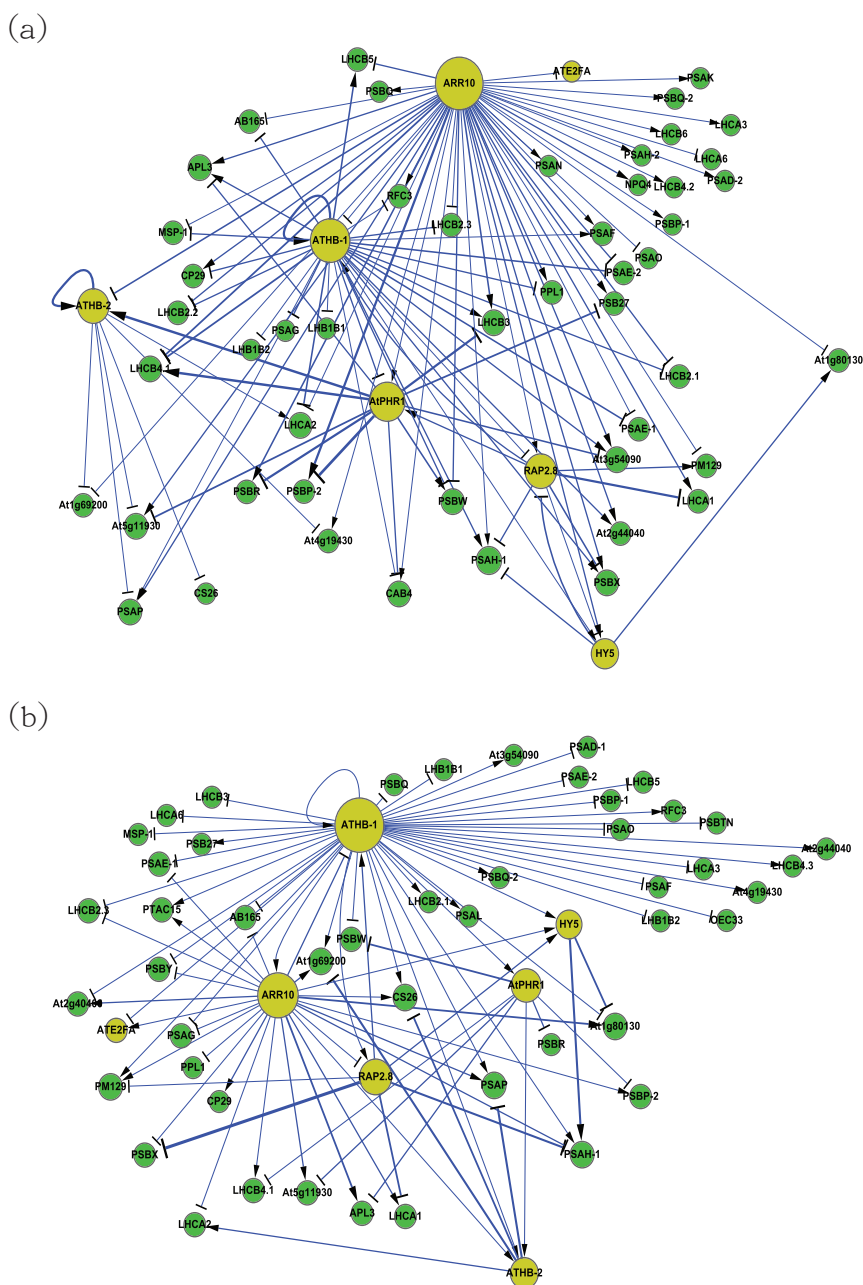 (a)
LHCB5
ARR10
ATE2FA
PSAK
PSBQ
PSBQ-2
AB165
LHCA3
LHCB6
APL3
PSAN
PSAH-2
LHCA6
NPQ4
LHCB4.2
PSAD-2
RFC3
LHCB2.3
PSBP-1
MSP-1
ATHB-1
PSAF
PSAO
CP29
PSAE-2
ATHB-2
PPL1
LHCB2.2
PSB27
PSAG
LHB1B1
LHCB3
LHB1B2
LHCB4.1
LHCB2.1
At1g80130
AtPHR1
LHCA2
PSAE-1
At3g54090
PM129
RAP2.8
PSBR
PSBP-2
PSBW
LHCA1
At1g69200
At5g11930
At4g19430
At2g44040
PSAH-1
PSBX
CS26
CAB4
PSAP
HY5
(b)
At3g54090
PSAD-1
LHB1B1
PSBQ
PSAE-2
LHCB5
LHCB3
PSBP-1
RFC3
LHCA6
ATHB-1
PSBTN
PSAO
MSP-1
PSB27
At2g44040
PSAE-1
LHCB4.3
LHCA3
PSBQ-2
PSAF
At4g19430
LHCB2.1
LHCB2.3
PTAC15
AB165
PSAL
LHB1B2
OEC33
HY5
PSBW
At1g69200
PSBY
AtPHR1
ARR10
CS26
ATE2FA
At1g80130
PSAG
PSBR
PPL1
RAP2.8
PM129
PSAP
PSBP-2
CP29
PSBX
PSAH-1
LHCB4.1
At5g11930
APL3
LHCA1
LHCA2
ATHB-2